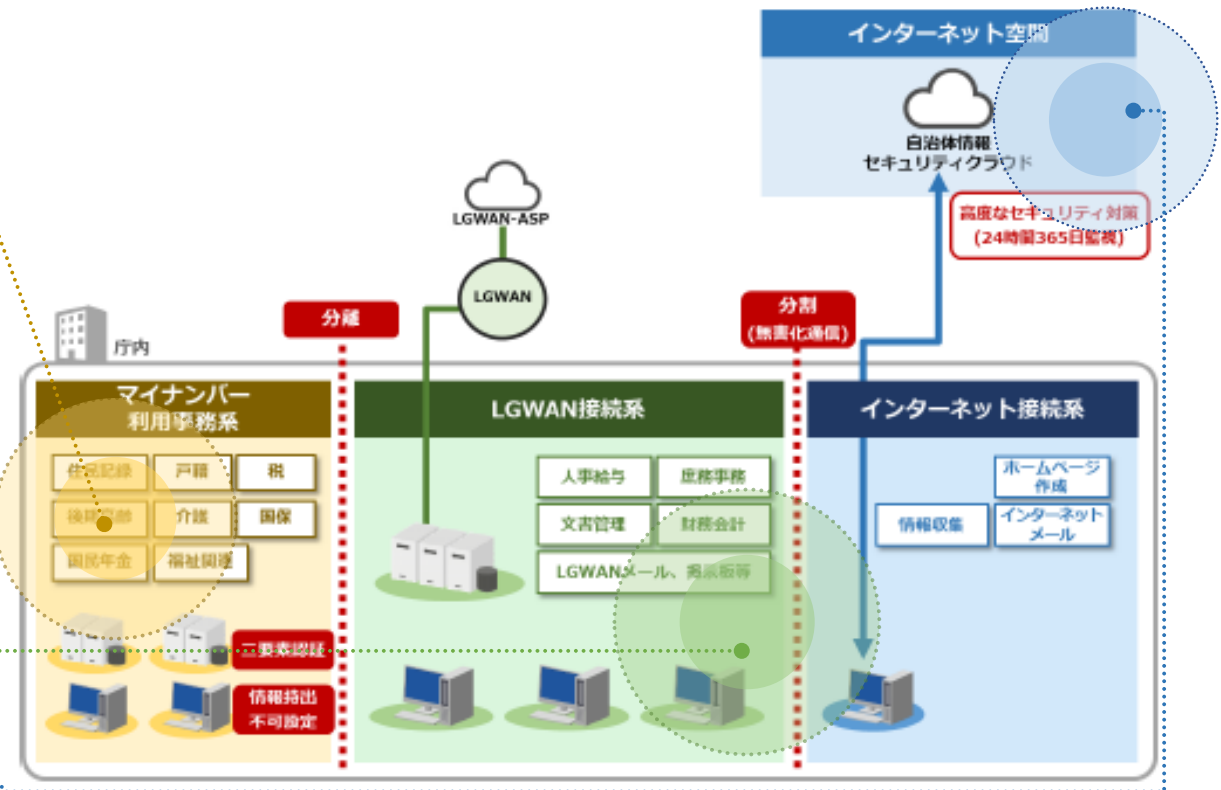 インターネット空間
自治体情報
セキュリティクラウド
高度なセキュリティ対策
(24時間365日監視)
LGWAN-ASP
LGWAN
分離
分割
(無害化通信)
庁内
マイナンバー
利用事務系
住民記録
戸籍
税
後期高齢
介護
国保
国民年金
福祉関連
二要素認証
情報持出
不可設定
LGWAN接続系
人事給与
庶務事務
文書管理
財務会計
LGWANメール、掲示板等
インターネット接続系
ホームページ
作成
情報収集
インターネット
メール